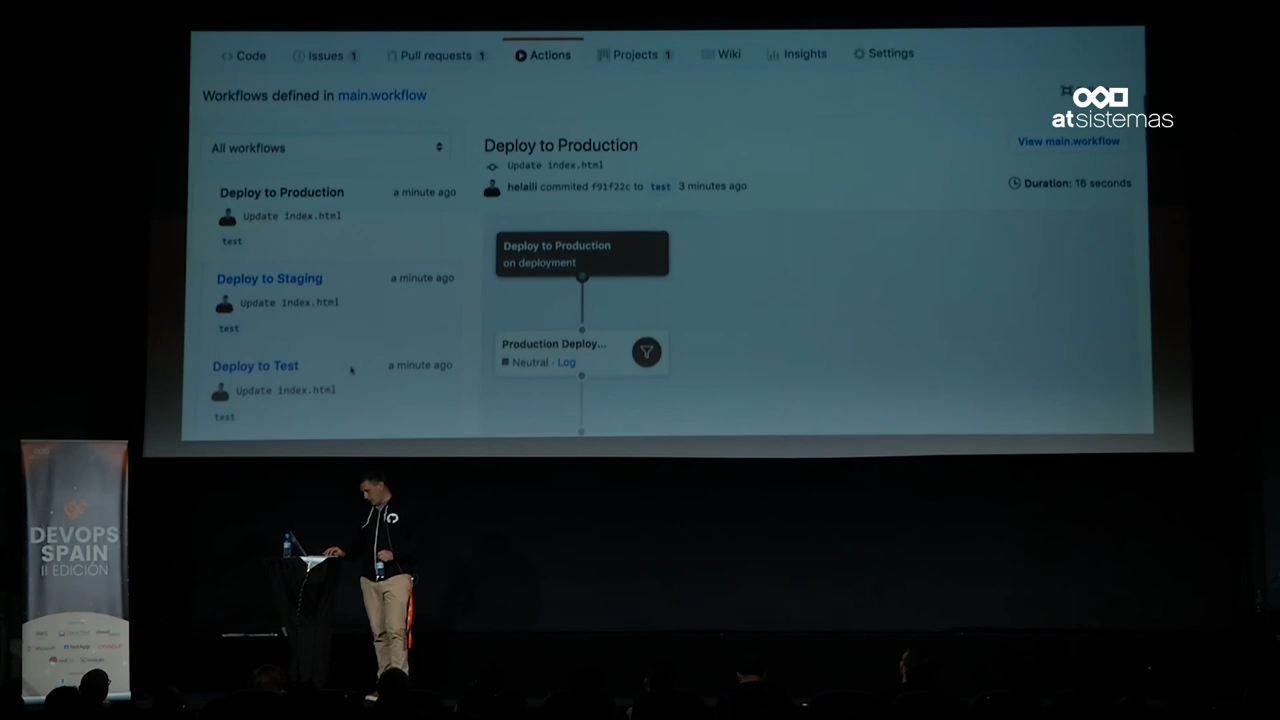 Code
Issues 1
Pull requests 1
Actions
Projects 1
Wiki
Insights
Settings
Workflows defined in main.workflow
atsistemas
All workflows
Deploy to Production
a minute ago
Update index.html
test
Deploy to Staging
a minute ago
Update index.html
test
Deploy to Test
a minute ago
Update index.html
test
Deploy to Production
Update index.html
helaili commited f91f22c to test 3 minutes ago
View main.workflow
Duration: 16 seconds
Deploy to Production
on deployment
Production Deploy...
Neutral · Log
DEVOPS
SPAIN
II EDICIÓN